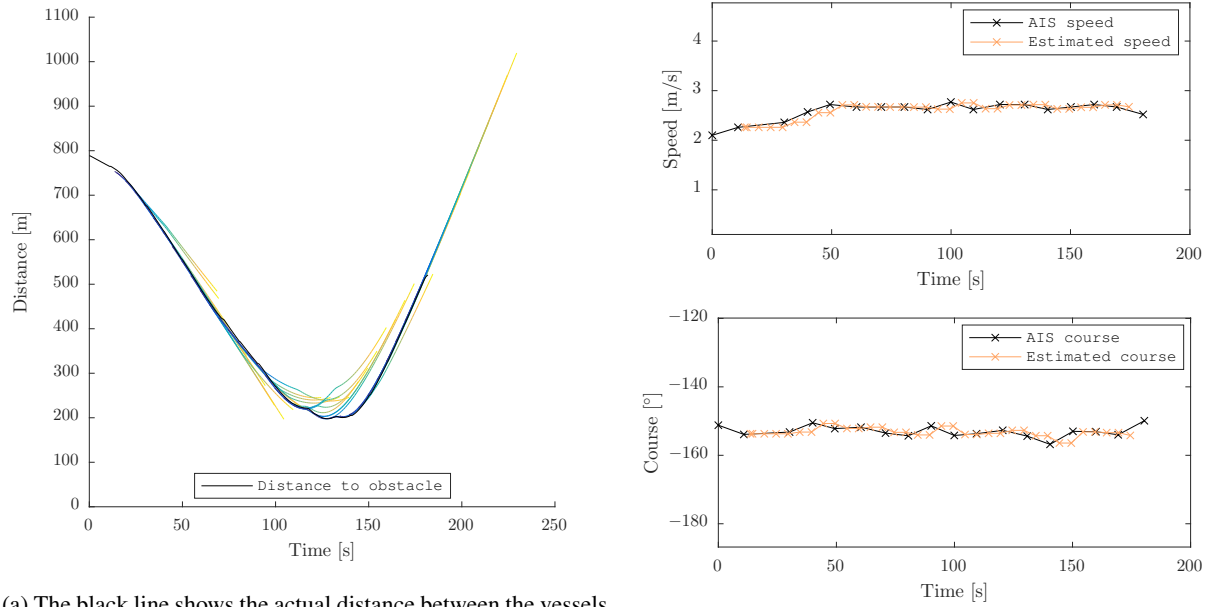 1100
1000
900
800
700
600
500
400
300
200
100
0
Distance [m]
Distance to obstacle
0 50 100 150 200 250
Time [s]
(a) The black line shows the actual distance between the vessels
AIS speed
Estimated speed
4
3
2
1
Speed [m/s]
0 50 100 150 200
Time [s]
AIS course
Estimated course
−120
−140
−160
−180
Course [°]
0 50 100 150 200
Time [s]